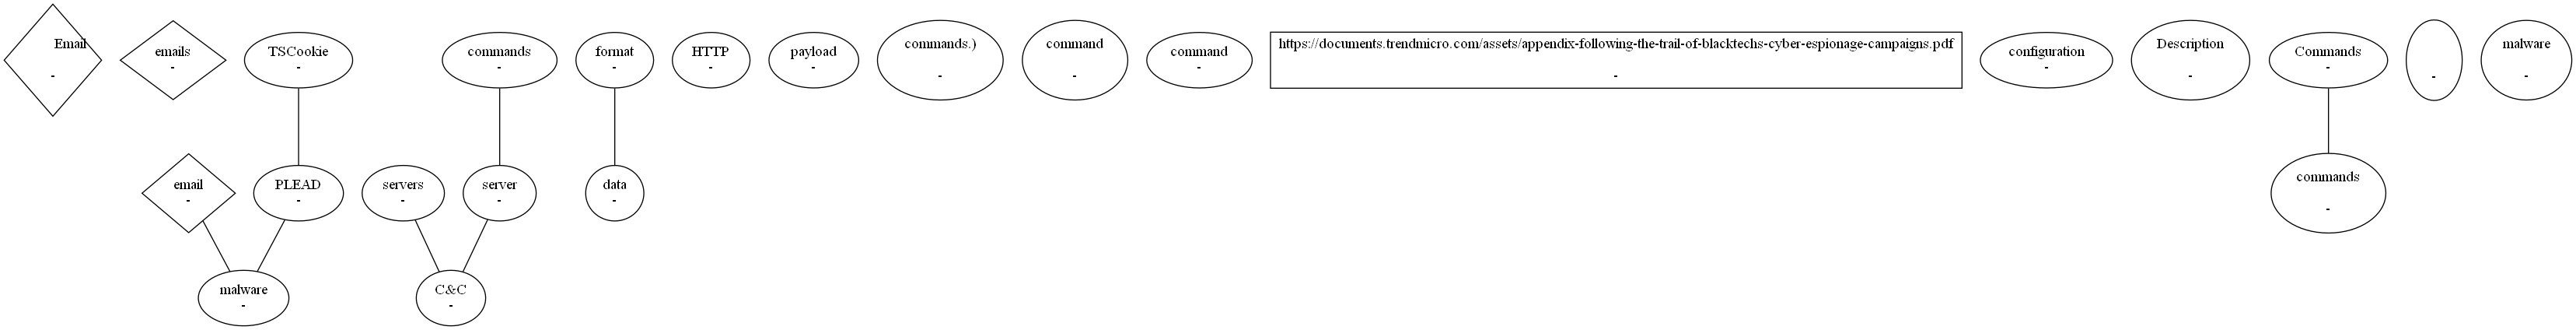 Email
-
emails
-
TSCookie
-
commands
-
format
-
HTTP
-
payload
-
commands.)
-
command
-
command
-
https://documents.trendmicro.com/assets/appendix-following-the-trail-of-blacktechs-cyber-espionage-campaigns.pdf
-
configuration
-
Description
-
Commands
-
-
malware
-
email
-
PLEAD
-
servers
-
server
-
data
-
commands
-
malware
-
C&C
-